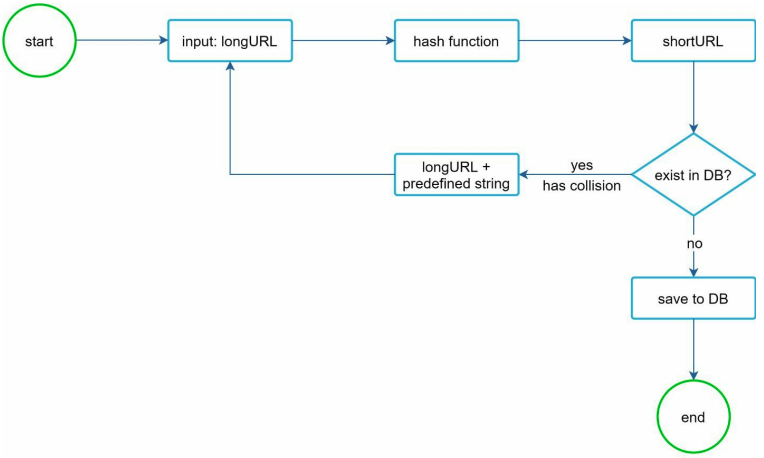 start
input: longURL
hash function
shortURL
longURL +
predefined string
yes
has collision
exist in DB?
no
save to DB
end